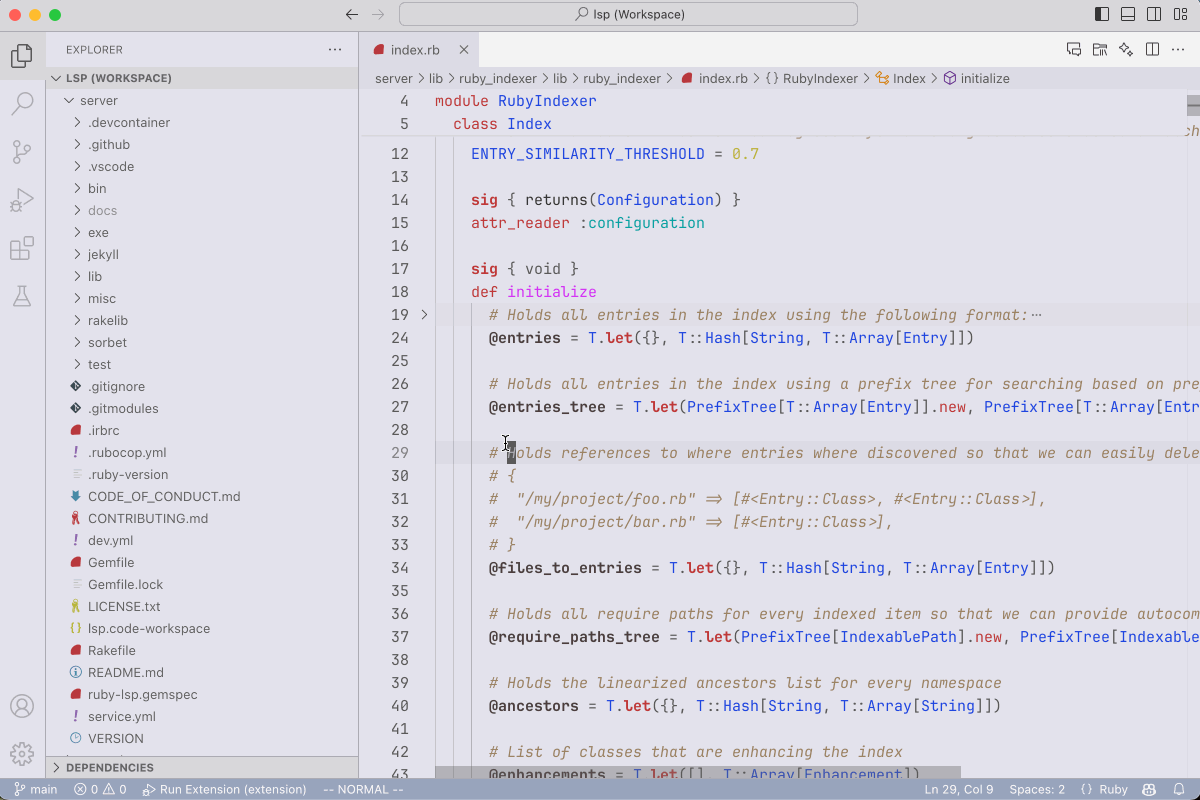 lsp (Workspace)
EXPLORER
index.rb
LSP (WORKSPACE)
server
.devcontainer
.github
.vscode
bin
docs
exe
jekyll
lib
misc
rakelib
sorbet
test
.gitignore
.gitmodules
.irbrc
.rubocop.yml
.ruby-version
CODE_OF_CONDUCT.md
CONTRIBUTING.md
dev.yml
Gemfile
Gemfile.lock
LICENSE.txt
lsp.code-workspace
Rakefile
README.md
ruby-lsp.gemspec
service.yml
VERSION
DEPENDENCIES
server > lib > ruby_indexer > lib > ruby_indexer > index.rb > {} RubyIndexer > Index > initialize
4 module RubyIndexer
5 class Index
12 ENTRY_SIMILARITY_THRESHOLD = 0.7
13
14 sig { returns(Configuration) }
15 attr_reader :configuration
16
17 sig { void }
18 def initialize
19 # Holds all entries in the index using the following format:⋯
24 @entries = T.let({}, T::Hash[String, T::Array[Entry]])
25
26 # Holds all entries in the index using a prefix tree for searching based on pre
27 @entries_tree = T.let(PrefixTree[T::Array[Entry]].new, PrefixTree[T::Array[Entr
28
29 # Holds references to where entries where discovered so that we can easily dele
30 # {
31 # "/my/project/foo.rb" => [#<Entry::Class>, #<Entry::Class>],
32 # "/my/project/bar.rb" => [#<Entry::Class>],
33 # }
34 @files_to_entries = T.let({}, T::Hash[String, T::Array[Entry]])
35
36 # Holds all require paths for every indexed item so that we can provide autocom
37 @require_paths_tree = T.let(PrefixTree[IndexablePath].new, PrefixTree[Indexable
38
39 # Holds the linearized ancestors list for every namespace
40 @ancestors = T.let({}, T::Hash[String, T::Array[String]])
41
42 # List of classes that are enhancing the index
43 @enhancements = T.let([], T::Array[Enhancement])
main 0 0 Run Extension (extension) -- NORMAL -- Ln 29, Col 9 Spaces: 2 {} Ruby